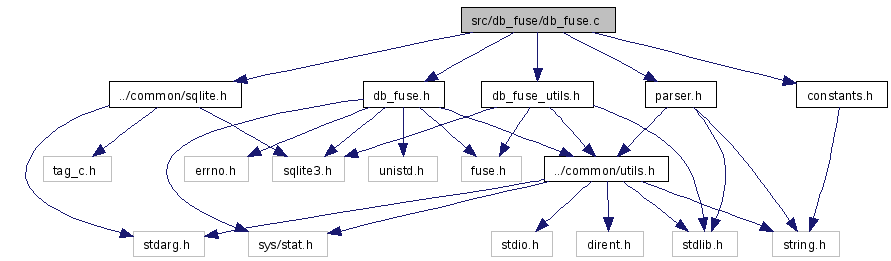 src/db_fuse/db_fuse.c
../common/sqlite.h
db_fuse.h
db_fuse_utils.h
parser.h
constants.h
tag_c.h
errno.h
sqlite3.h
unistd.h
fuse.h
../common/utils.h
stdarg.h
sys/stat.h
stdio.h
dirent.h
stdlib.h
string.h